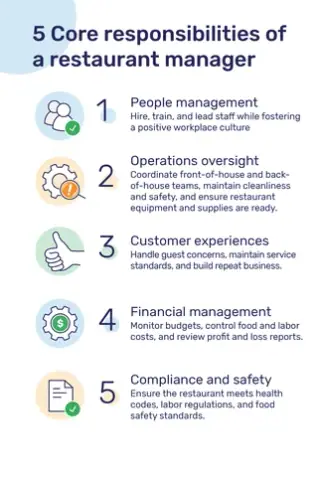 5 Core responsibilities of
a restaurant manager
1
People management
Hire, train, and lead staff while fostering
a positive workplace culture
2
Operations oversight
Coordinate front-of-house and back-
of-house teams, maintain cleanliness
and safety, and ensure restaurant
equipment and supplies are ready.
3
Customer experiences
Handle guest concerns, maintain service
standards, and build repeat business.
4
Financial management
Monitor budgets, control food and labor
costs, and review profit and loss reports.
$
5
Compliance and safety
Ensure the restaurant meets health
codes, labor regulations, and food
safety standards.